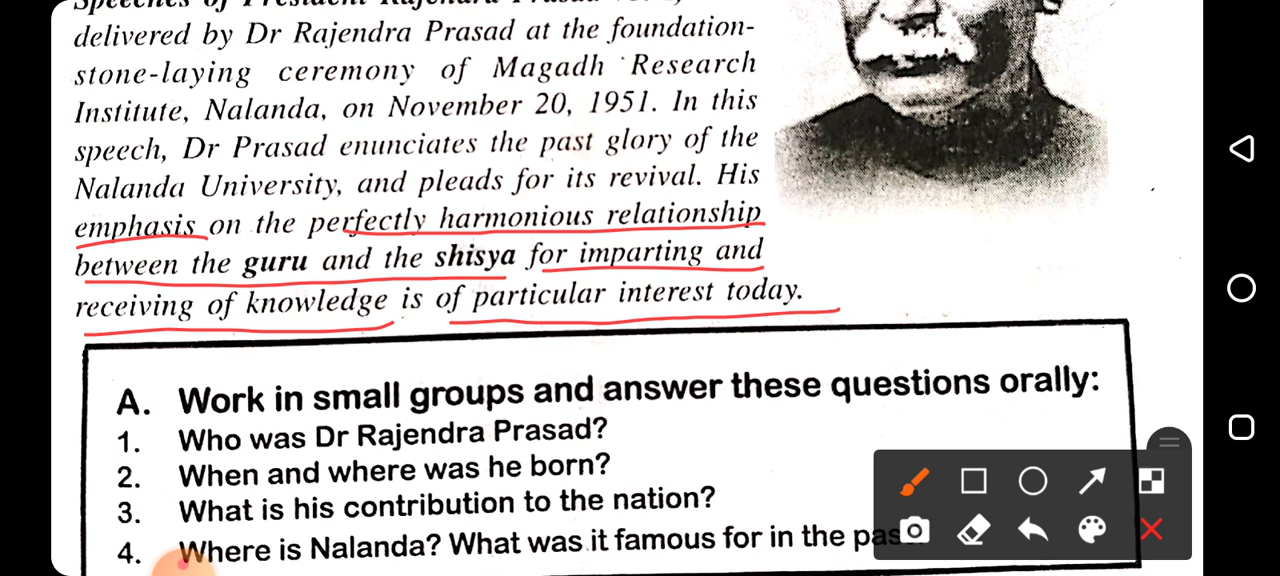 Speeches of President Rajendra Prasad
delivered by Dr Rajendra Prasad at the foundation-
stone-laying ceremony of Magadh Research
Institute, Nalanda, on November 20, 1951. In this
speech, Dr Prasad enunciates the past glory of the
Nalanda University, and pleads for its revival. His
emphasis on the perfectly harmonious relationship
between the guru and the shisya for imparting and
receiving of knowledge is of particular interest today.
A. Work in small groups and answer these questions orally:
1. Who was Dr Rajendra Prasad?
2. When and where was he born?
3. What is his contribution to the nation?
4. Where is Nalanda? What was it famous for in the